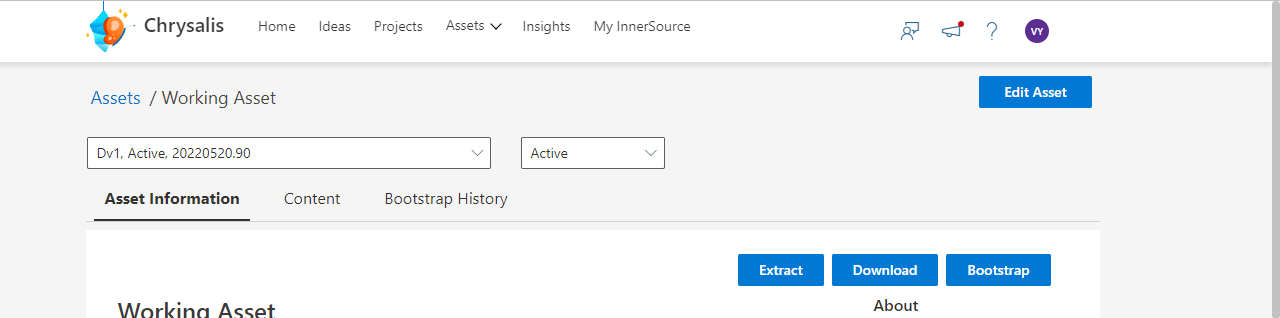 Chrysalis Home Ideas Projects Assets Insights My InnerSource VY
Assets / Working Asset Edit Asset
Dv1, Active, 20220520.90 Active
Asset Information Content Bootstrap History
Extract Download Bootstrap
Working Asset About